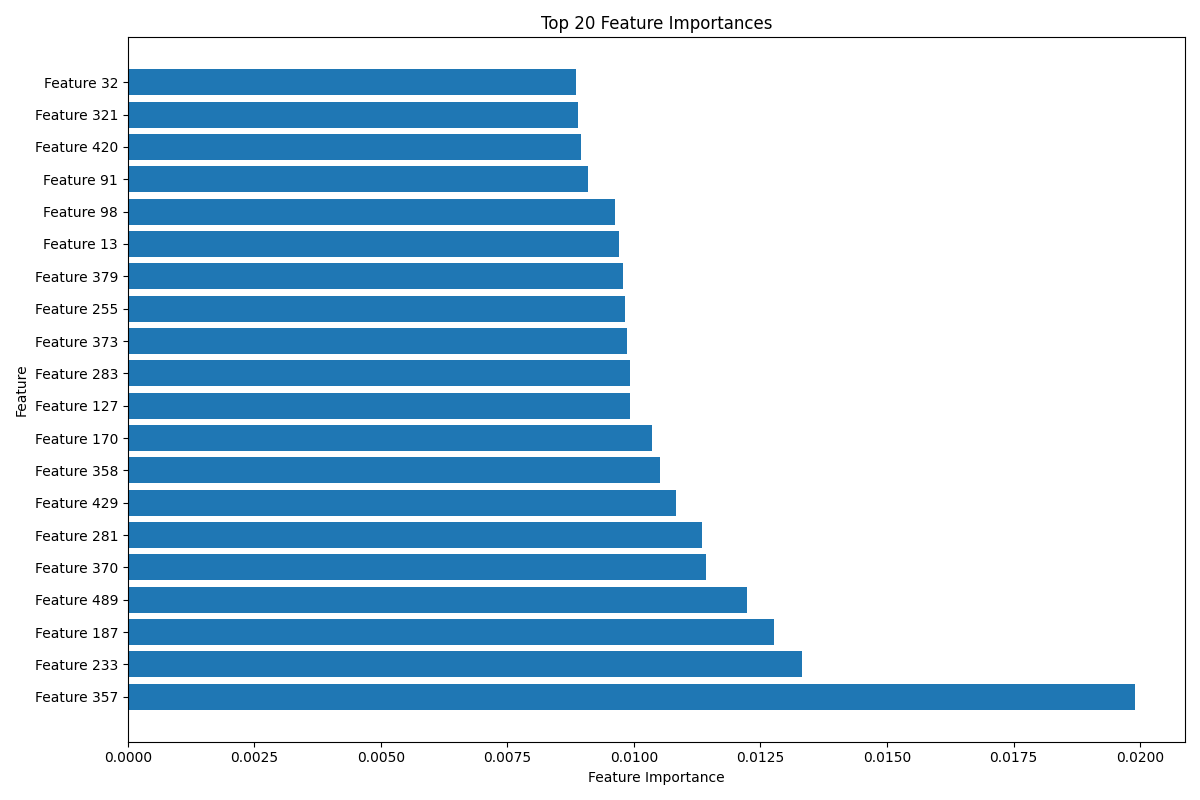 Top 20 Feature Importances
Feature 32
Feature 321
Feature 420
Feature 91
Feature 98
Feature 13
Feature 379
Feature 255
Feature 373
Feature 283
Feature 127
Feature 170
Feature 358
Feature 429
Feature 281
Feature 370
Feature 489
Feature 187
Feature 233
Feature 357
Feature
0.0000 0.0025 0.0050 0.0075 0.0100 0.0125 0.0150 0.0175 0.0200
Feature Importance